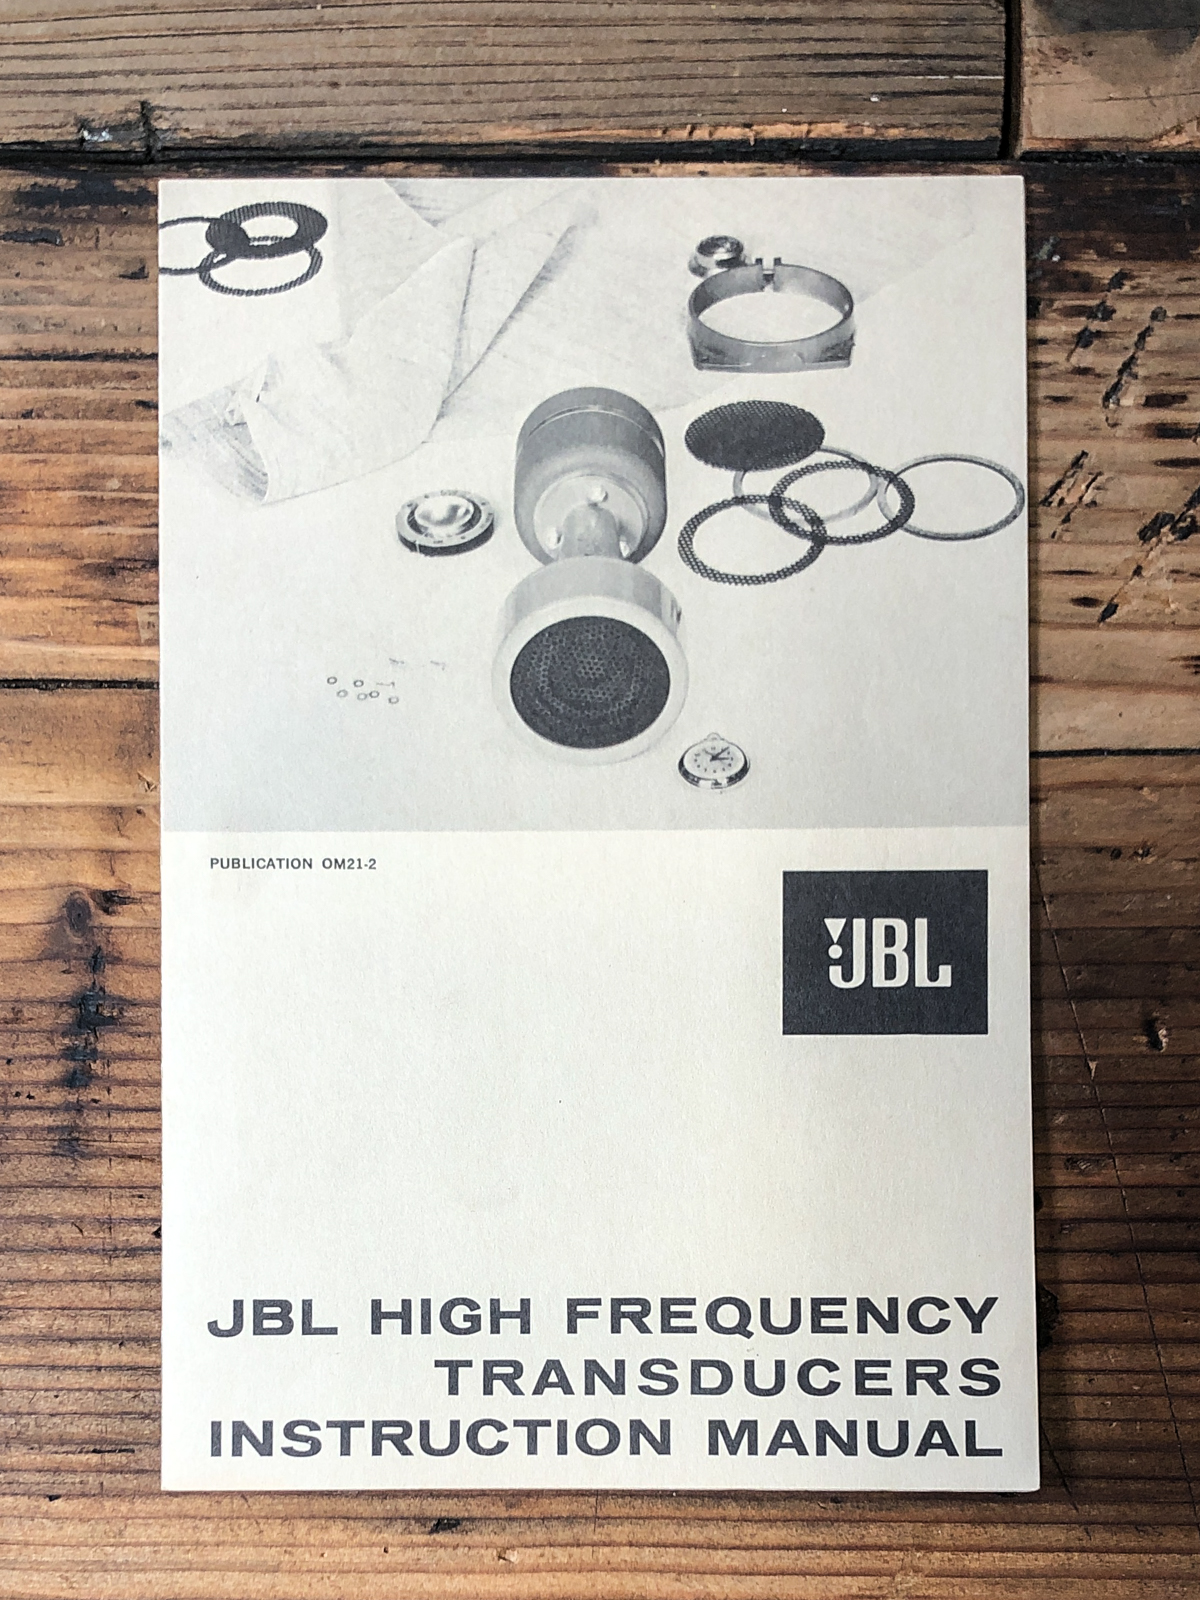 PUBLICATION OM21-2
JBL
JBL HIGH FREQUENCY
TRANSDUCERS
INSTRUCTION MANUAL